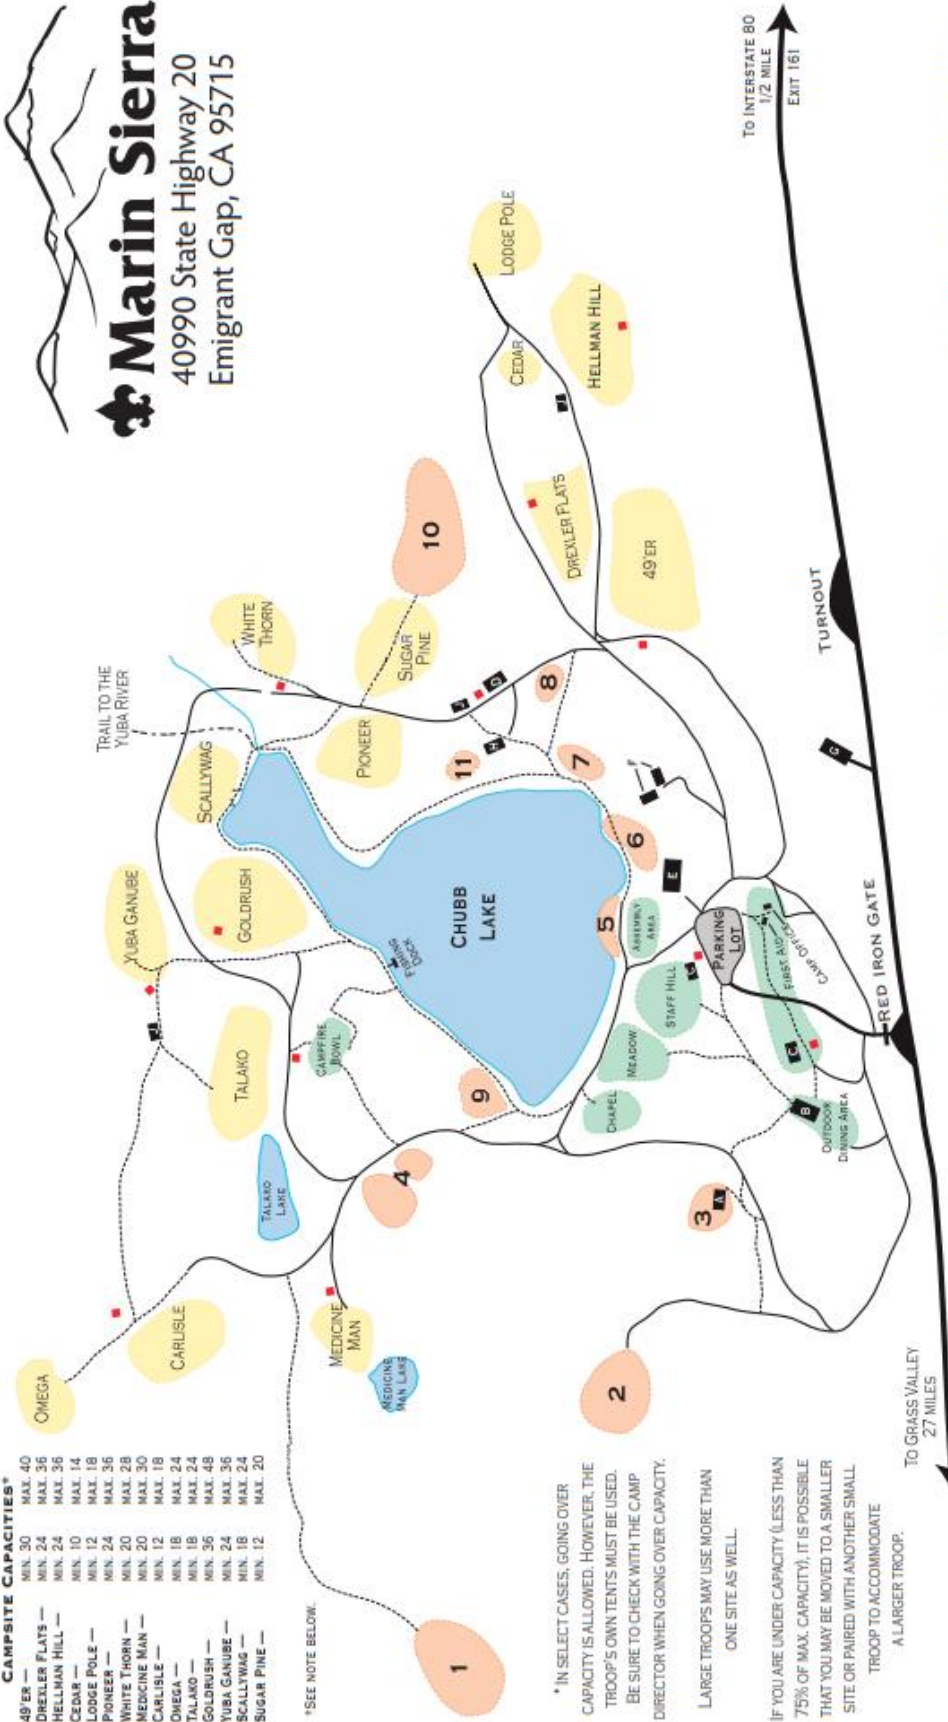 Marin Sierra
40990 State Highway 20
Emigrant Gap, CA 95715
CAMPSITE CAPACITIES*
49'ER — MIN. 30 MAX. 40
DREXLER FLATS — MIN. 24 MAX. 36
HELLMAN HILL — MIN. 24 MAX. 36
CEDAR — MIN. 10 MAX. 14
LODGE POLE — MIN. 12 MAX. 18
PIONEER — MIN. 24 MAX. 36
WHITE THORN — MIN. 20 MAX. 28
MEDICINE MAN — MIN. 20 MAX. 30
CARLISLE — MIN. 12 MAX. 18
OMEGA — MIN. 18 MAX. 24
TALAKO — MIN. 18 MAX. 24
GOLDRUSH — MIN. 36 MAX. 48
YUBA GANUBE — MIN. 24 MAX. 36
SCALLYWAG — MIN. 18 MAX. 24
SUGAR PINE — MIN. 12 MAX. 20
*SEE NOTE BELOW.
OMEGA
CARLISLE
YUBA GANUBE
J
TALAKO
TALAKO
LAKE
GOLDRUSH
SCALLYWAG
TRAIL TO THE
YUBA RIVER
WHITE
THORN
SUGAR
PINE
PIONEER
10
MEDICINE
MAN
MEDICINE
MAN LAKE
1
CAMPFIRE
BOWL
FISHING
DOCK
CHUBB
LAKE
4
9
11
H
J
D
8
7
6
5
LODGE POLE
CEDAR
HELLMAN HILL
J
DREXLER FLATS
49'ER
F
E
ASSEMBLY
AREA
STAFF HILL
MEADOW
CHAPEL
PARKING
LOT
FIRST AID
CAMP OFFICE
C
B
OUTDOOR
DINING AREA
3
A
2
G
TURNOUT
RED IRON GATE
TO INTERSTATE 80
1/2 MILE
EXIT 161
TO GRASS VALLEY
27 MILES
* IN SELECT CASES, GOING OVER
CAPACITY IS ALLOWED. HOWEVER, THE
TROOP'S OWN TENTS MUST BE USED.
BE SURE TO CHECK WITH THE CAMP
DIRECTOR WHEN GOING OVER CAPACITY.
LARGE TROOPS MAY USE MORE THAN
ONE SITE AS WELL.
IF YOU ARE UNDER CAPACITY (LESS THAN
75% OF MAX. CAPACITY), IT IS POSSIBLE
THAT YOU MAY BE MOVED TO A SMALLER
SITE OR PAIRED WITH ANOTHER SMALL
TROOP TO ACCOMMODATE
A LARGER TROOP.